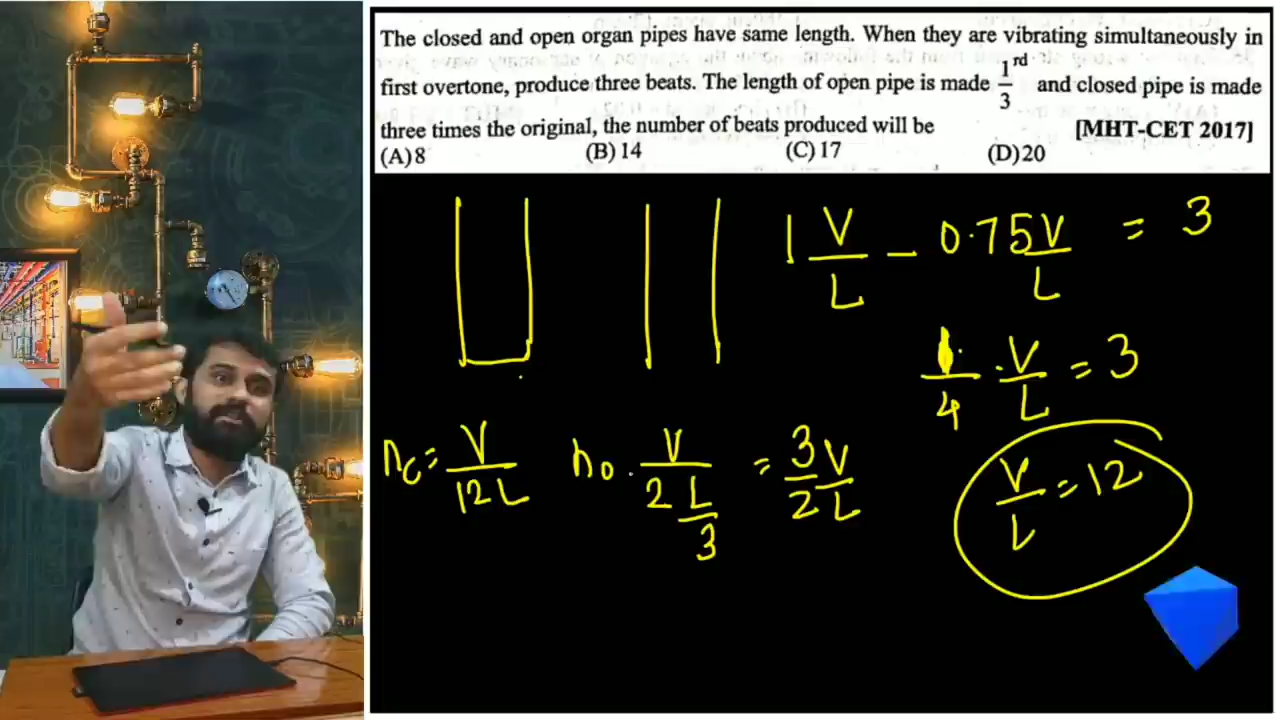 The closed and open organ pipes have same length. When they are vibrating simultaneously in
first overtone, produce three beats. The length of open pipe is made 1/3 rd and closed pipe is made
three times the original, the number of beats produced will be [MHT-CET 2017]
(A) 8 (B) 14 (C) 17 (D) 20
1 V/L - 0.75 V/L = 3
1/4 . V/L = 3
n_c = V/12L n_o . V/(2 L/3) = 3/2 V/L
V/L = 12